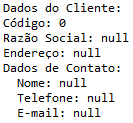 Dados do Cliente:
Código: 0
Razão Social: null
Endereço: null
Dados de Contato:
  Nome: null
  Telefone: null
  E-mail: null